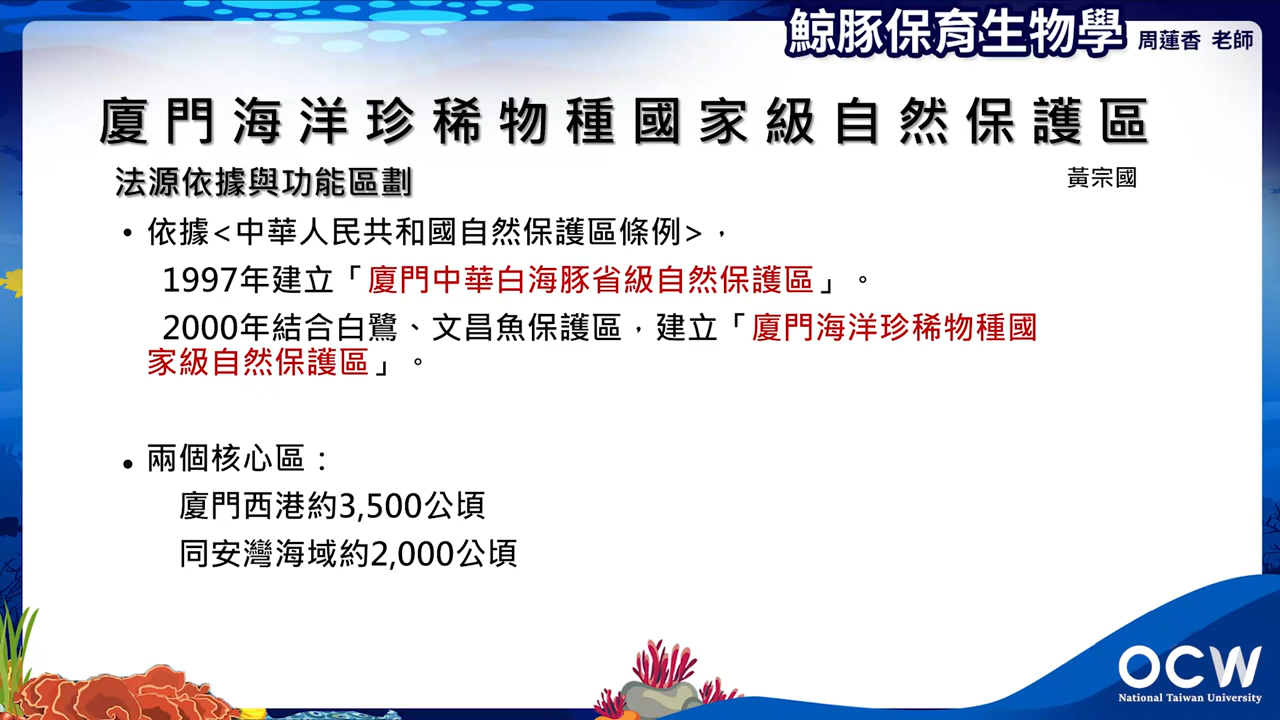 鯨豚保育生物學 周蓮香 老師
廈門海洋珍稀物種國家級自然保護區
法源依據與功能區劃
黃宗國
• 依據<中華人民共和國自然保護區條例>，
1997年建立「廈門中華白海豚省級自然保護區」。
2000年結合白鷺、文昌魚保護區，建立「廈門海洋珍稀物種國
家級自然保護區」。
• 兩個核心區：
廈門西港約3,500公頃
同安灣海域約2,000公頃
OCW
National Taiwan University